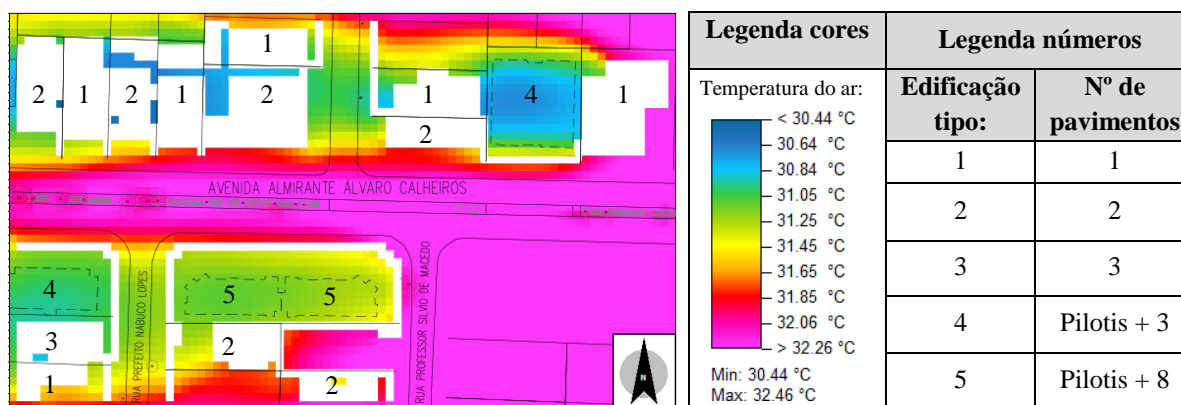 1
2 1 2 1 2
1 4 1
2
AVENIDA ALMIRANTE ÁLVARO CALHEIROS
RUA PREFEITO NABUCO LOPES
RUA PROFESSOR SILVIO DE MACEDO
4
5 5
3
2
1
2
N
Legenda cores
Temperatura do ar:
< 30.44 °C
30.64 °C
30.84 °C
31.05 °C
31.25 °C
31.45 °C
31.65 °C
31.85 °C
32.06 °C
> 32.26 °C
Min: 30.44 °C
Max: 32.46 °C
Legenda números
Edificação tipo: Nº de pavimentos
1 1
2 2
3 3
4 Pilotis + 3
5 Pilotis + 8